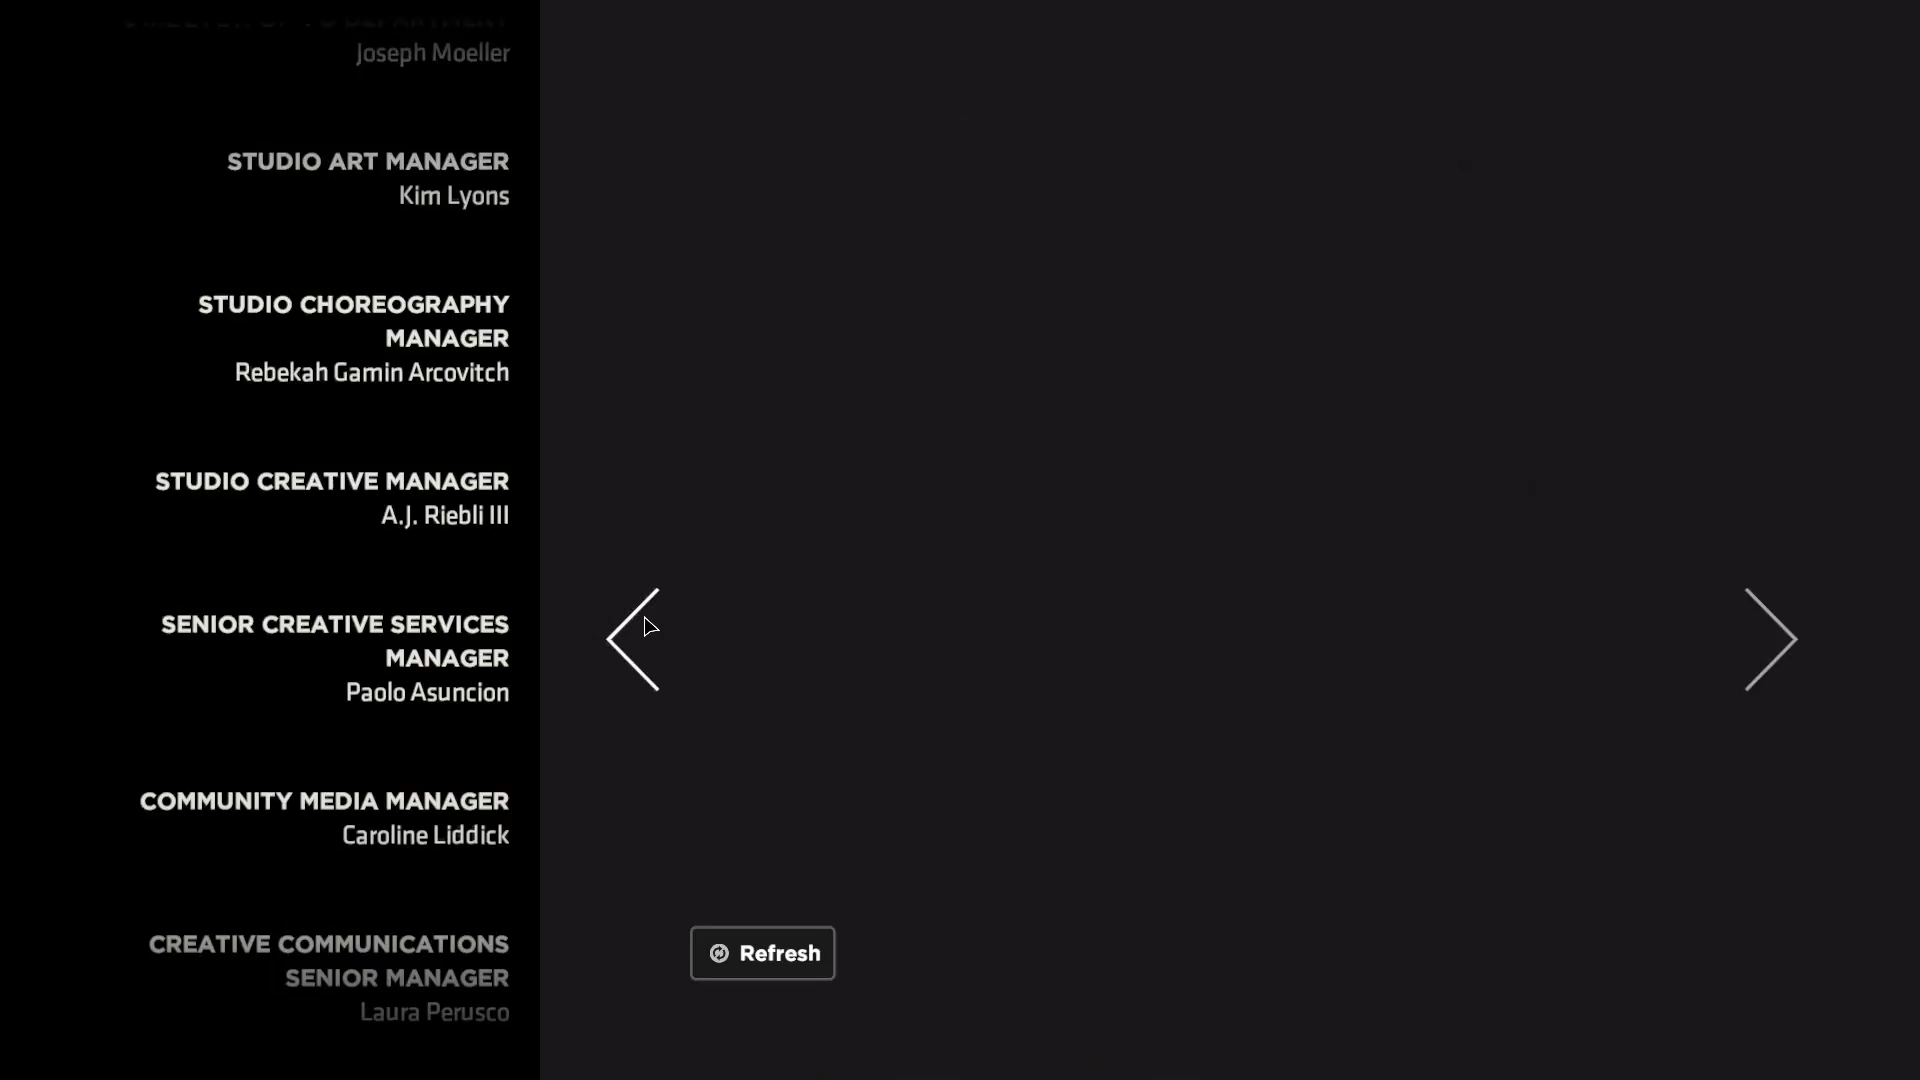 Joseph Moeller
STUDIO ART MANAGER
Kim Lyons
STUDIO CHOREOGRAPHY
MANAGER
Rebekah Gamin Arcovitch
STUDIO CREATIVE MANAGER
A.J. Riebli III
SENIOR CREATIVE SERVICES
MANAGER
Paolo Asuncion
COMMUNITY MEDIA MANAGER
Caroline Liddick
CREATIVE COMMUNICATIONS
SENIOR MANAGER
Laura Perusco
Refresh